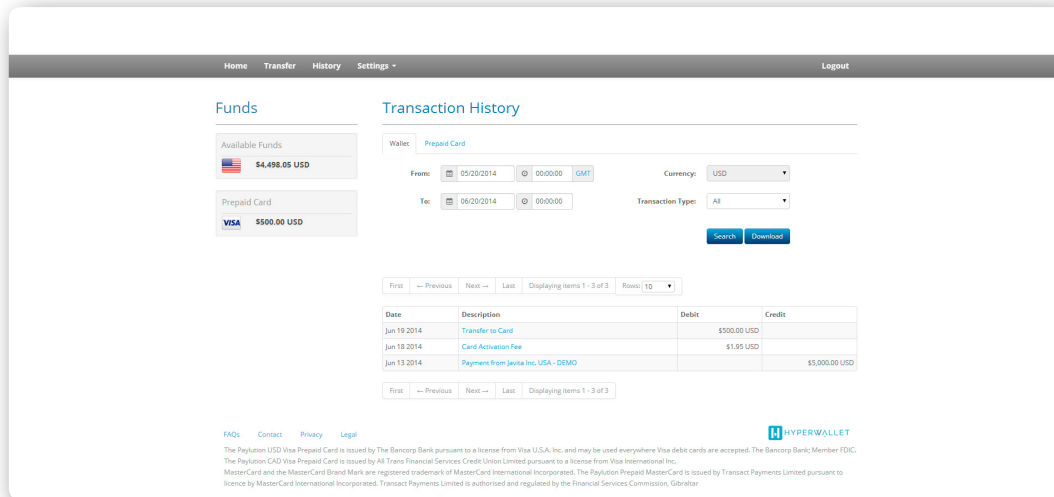 Home Transfer History Settings Logout
Funds
Available Funds
$4,498.05 USD
Prepaid Card
VISA $500.00 USD
Transaction History
Wallet Prepaid Card
From: 05/20/2014 00:00:00 GMT Currency: USD
To: 06/20/2014 00:00:00 Transaction Type: All
Search Download
First ← Previous Next → Last Displaying items 1 - 3 of 3 Rows: 10
Date Description Debit Credit
Jun 19 2014 Transfer to Card $500.00 USD
Jun 18 2014 Card Activation Fee $1.95 USD
Jun 13 2014 Payment from Javita Inc. USA - DEMO $5,000.00 USD
First ← Previous Next → Last Displaying items 1 - 3 of 3
FAQs Contact Privacy Legal
HYPERWALLET
The Paylution USD Visa Prepaid Card is issued by The Bancorp Bank pursuant to a license from Visa U.S.A. Inc. and may be used everywhere Visa debit cards are accepted. The Bancorp Bank; Member FDIC.
The Paylution CAD Visa Prepaid Card is issued by All Trans Financial Services Credit Union Limited pursuant to a license from Visa International Inc.
MasterCard and the MasterCard Brand Mark are registered trademark of MasterCard International Incorporated. The Paylution Prepaid MasterCard is issued by Transact Payments Limited pursuant to
licence by MasterCard International Incorporated. Transact Payments Limited is authorised and regulated by the Financial Services Commission, Gibraltar